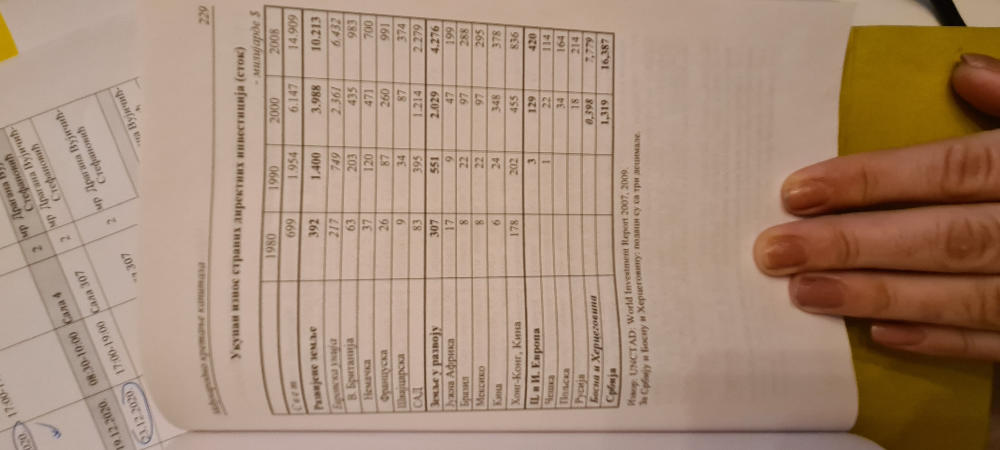 Међународно кретање капитала 229
Укупан износ страних директних инвестиција (сток)
- милијарде $
1980 1990 2000 2008
Свет 699 1.954 6.147 14.909
Развијене земље 392 1.400 3.988 10.213
Европска унија 217 749 2.361 6.432
В. Британија 63 203 435 983
Немачка 37 120 471 700
Француска 26 87 260 991
Швајцарска 9 34 87 374
САД 83 395 1.214 2.279
Земље у развоју 307 551 2.029 4.276
Јужна Африка 17 9 47 199
Бразил 8 22 97 288
Мексико 8 22 97 295
Кина 6 24 348 378
Хонг-Конг, Кина 178 202 455 836
Ц. и И. Европа 3 129 420
Чешка 1 22 114
Пољска 34 164
Русија 18 214
Босна и Херцеговина 0,398 7,779
Србија 1,319 16,387
Извор: UNCTAD: World Investment Report 2007, 2009.
За Србију и Босну и Херцеговину: подаци су са три децимале.
17:00-1
2 мр Драгана Ву
Стефановић
19.12.2020. 08:30-10:00 Сала 4 2 мр Драгана Вујичић-
Стефановић
23.12.2020. 17:00-19:00 Сала 307 2 мр Драгана Вујичић-
Стефановић
307
Вујичић-
020.